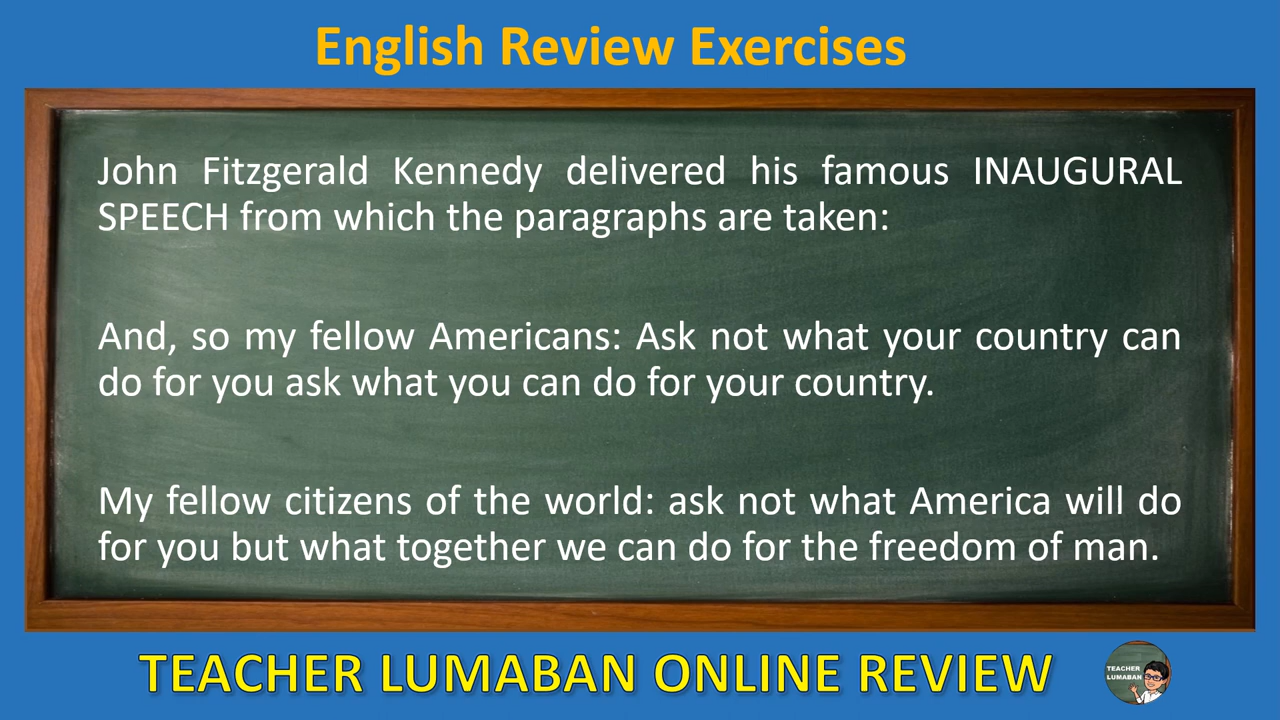 English Review Exercises
John Fitzgerald Kennedy delivered his famous INAUGURAL
SPEECH from which the paragraphs are taken:
And, so my fellow Americans: Ask not what your country can
do for you ask what you can do for your country.
My fellow citizens of the world: ask not what America will do
for you but what together we can do for the freedom of man.
TEACHER LUMABAN ONLINE REVIEW
TEACHER
LUMABAN